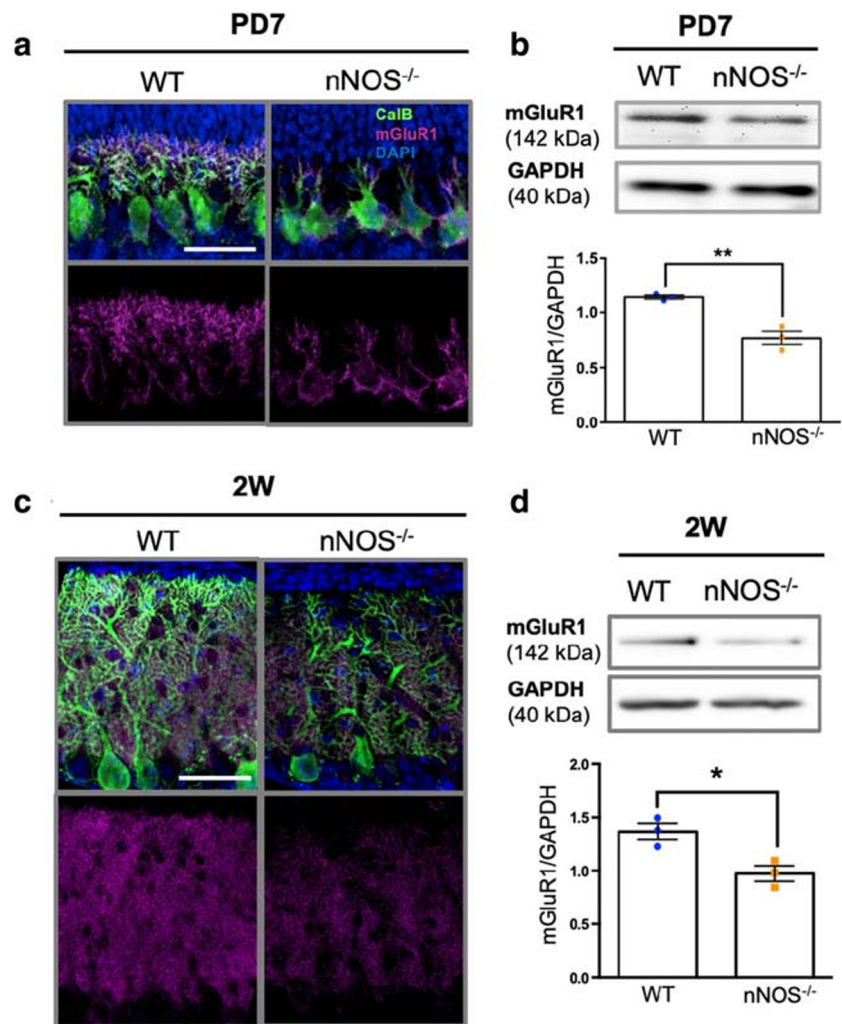 a
PD7
WT nNOS-/-
CalB
mGluR1
DAPI
b
PD7
WT nNOS-/-
mGluR1
(142 kDa)
GAPDH
(40 kDa)
mGluR1/GAPDH
1.5
1.0
0.5
0.0
**
WT nNOS-/-
c
2W
WT nNOS-/-
d
2W
WT nNOS-/-
mGluR1
(142 kDa)
GAPDH
(40 kDa)
mGluR1/GAPDH
2.0
1.5
1.0
0.5
0.0
*
WT nNOS-/-